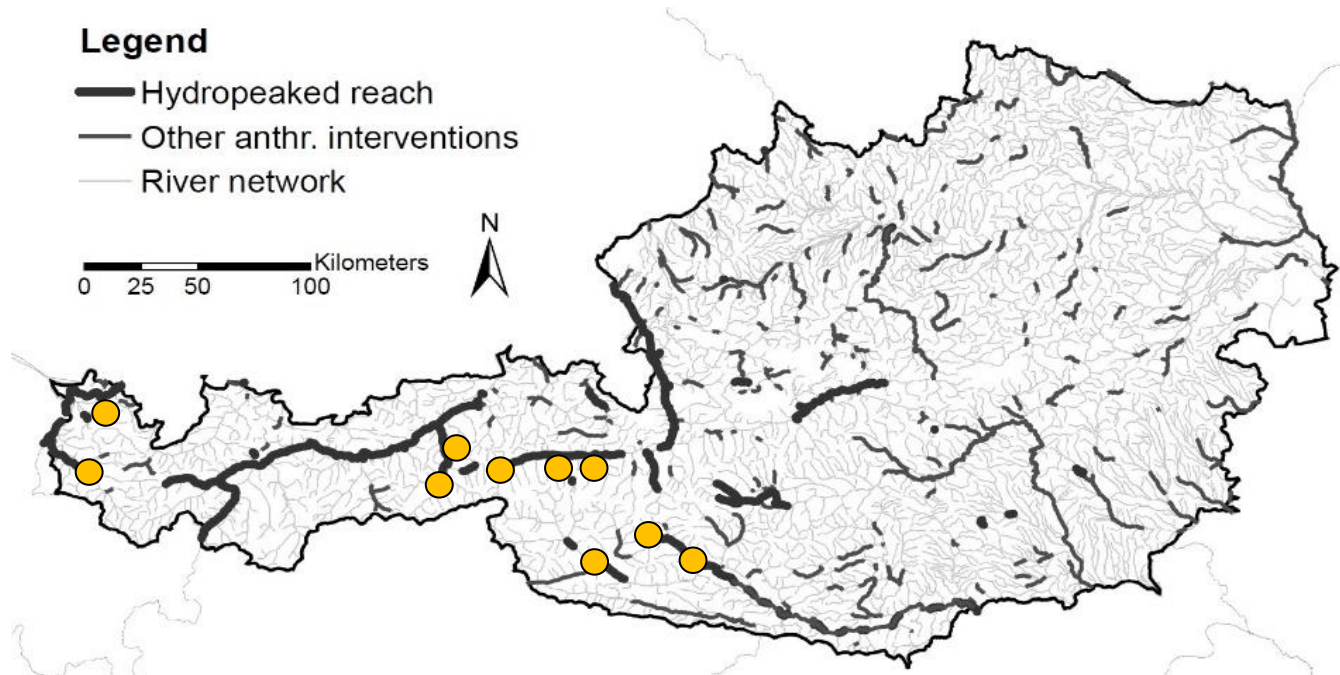 Legend
Hydropeaked reach
Other anthr. interventions
River network
N
Kilometers
0 25 50 100